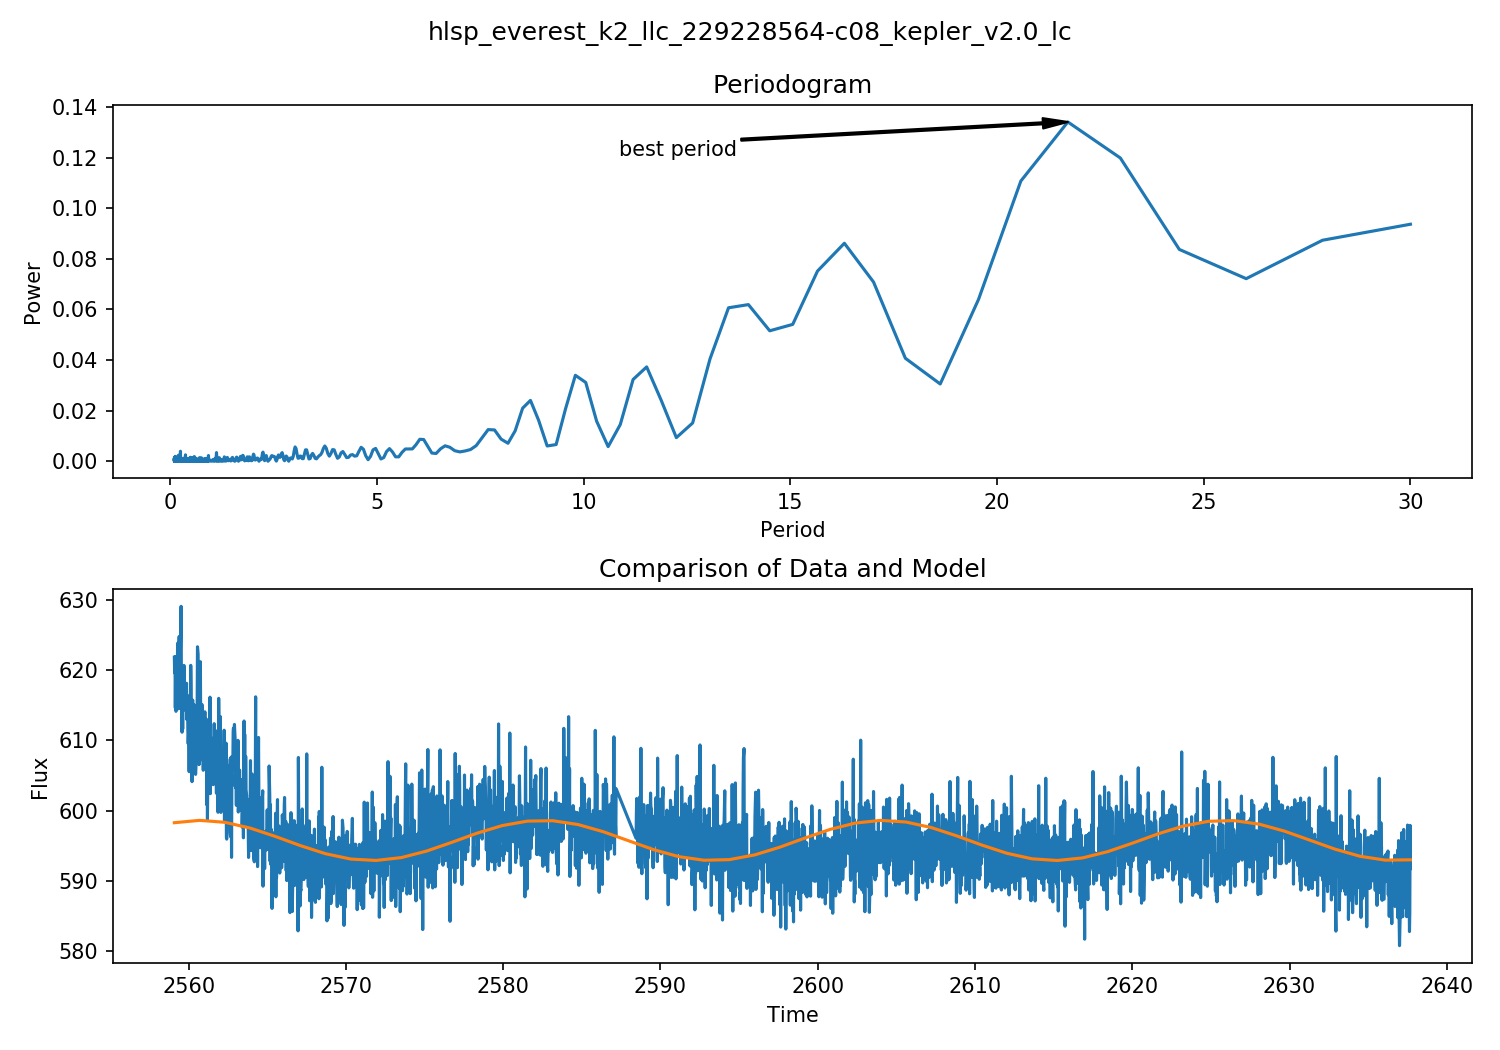 hlsp_everest_k2_llc_229228564-c08_kepler_v2.0_lc
Periodogram
0.14
0.12
0.10
0.08
0.06
0.04
0.02
0.00
Power
best period
0 5 10 15 20 25 30
Period
Comparison of Data and Model
630
620
610
600
590
580
Flux
2560 2570 2580 2590 2600 2610 2620 2630 2640
Time